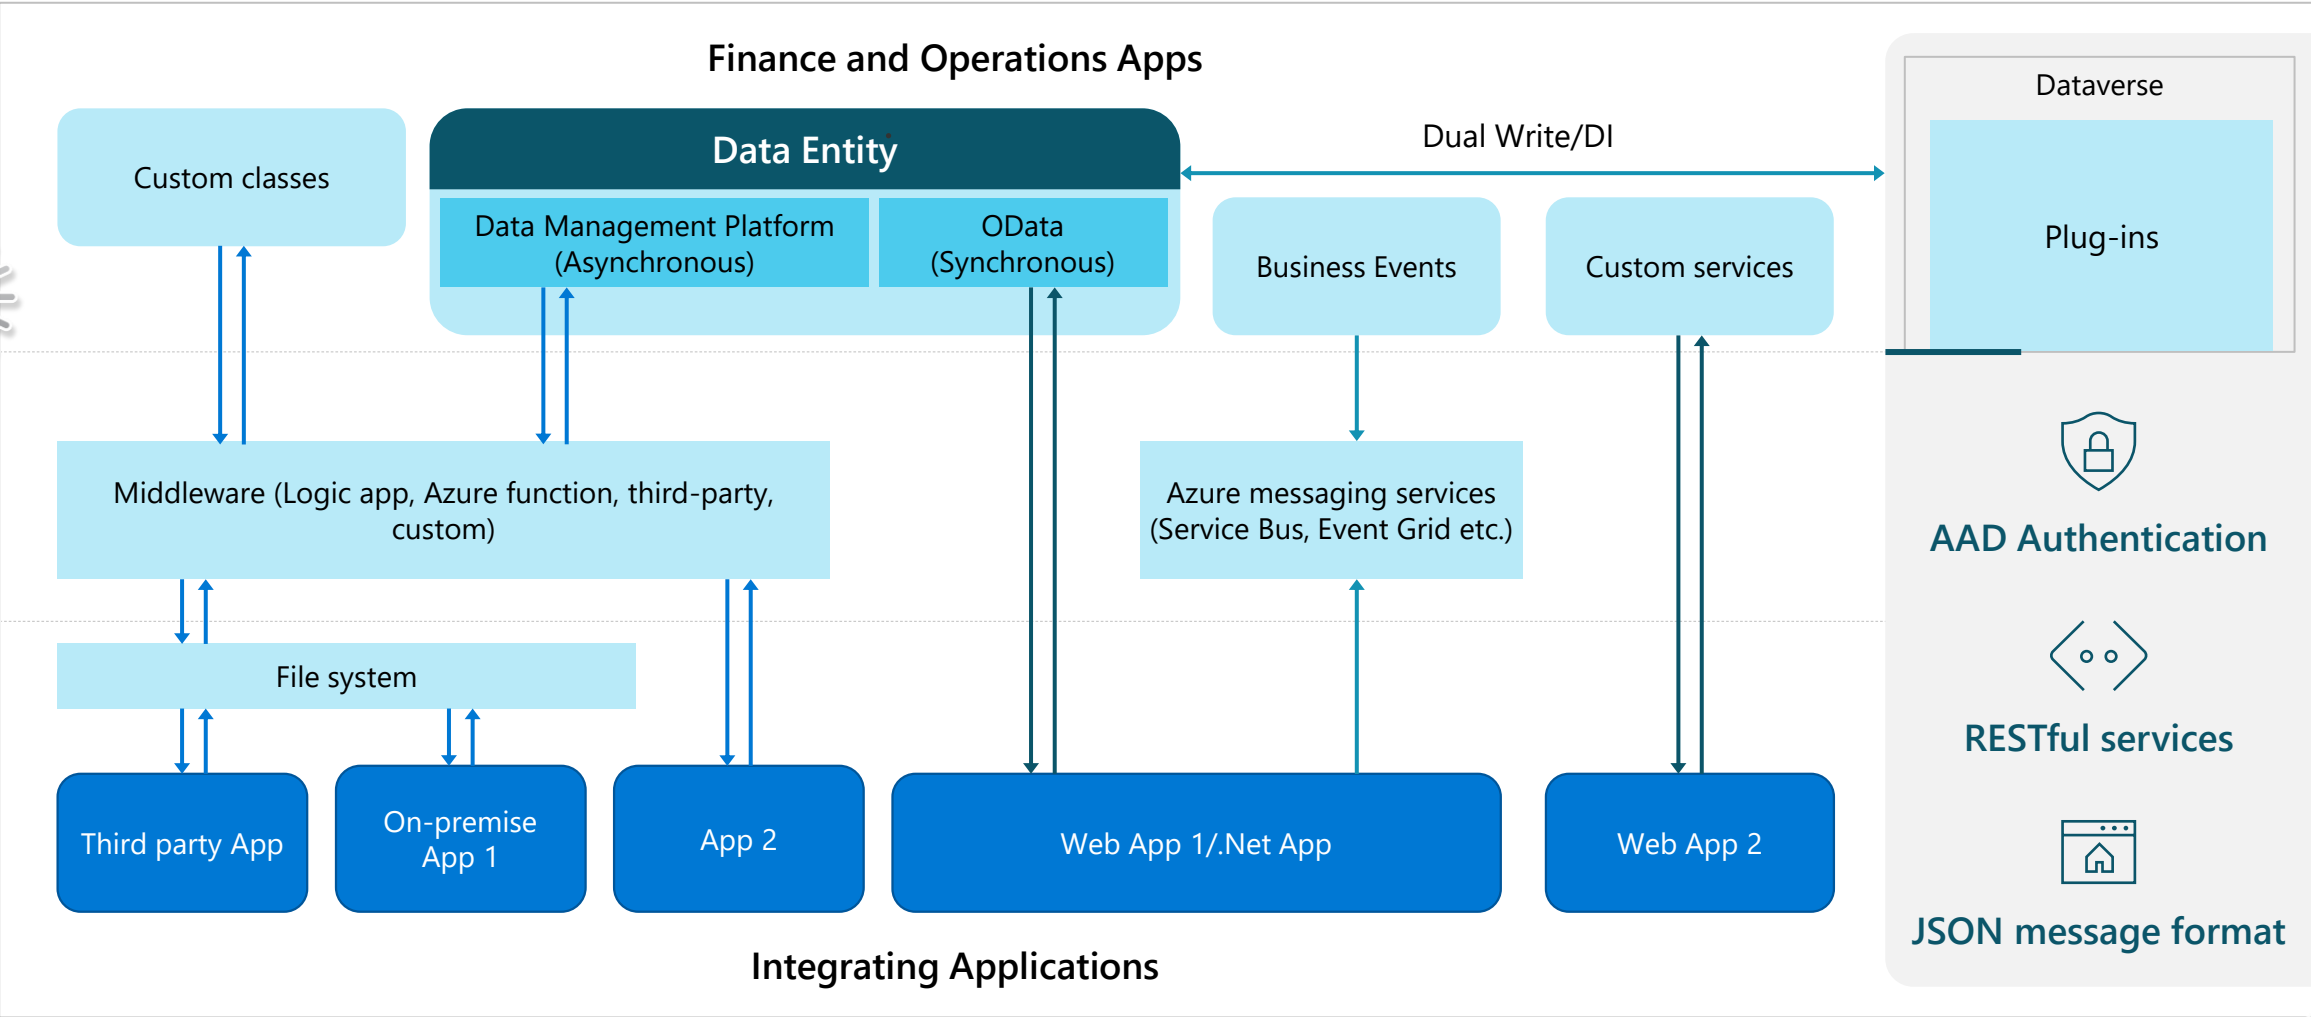 Finance and Operations Apps
Dataverse
Custom classes
Data Entity
Dual Write/DI
Data Management Platform
(Asynchronous)
OData
(Synchronous)
Business Events
Custom services
Plug-ins
Middleware (Logic app, Azure function, third-party,
custom)
Azure messaging services
(Service Bus, Event Grid etc.)
AAD Authentication
File system
RESTful services
Third party App
On-premise
App 1
App 2
Web App 1/.Net App
Web App 2
JSON message format
Integrating Applications